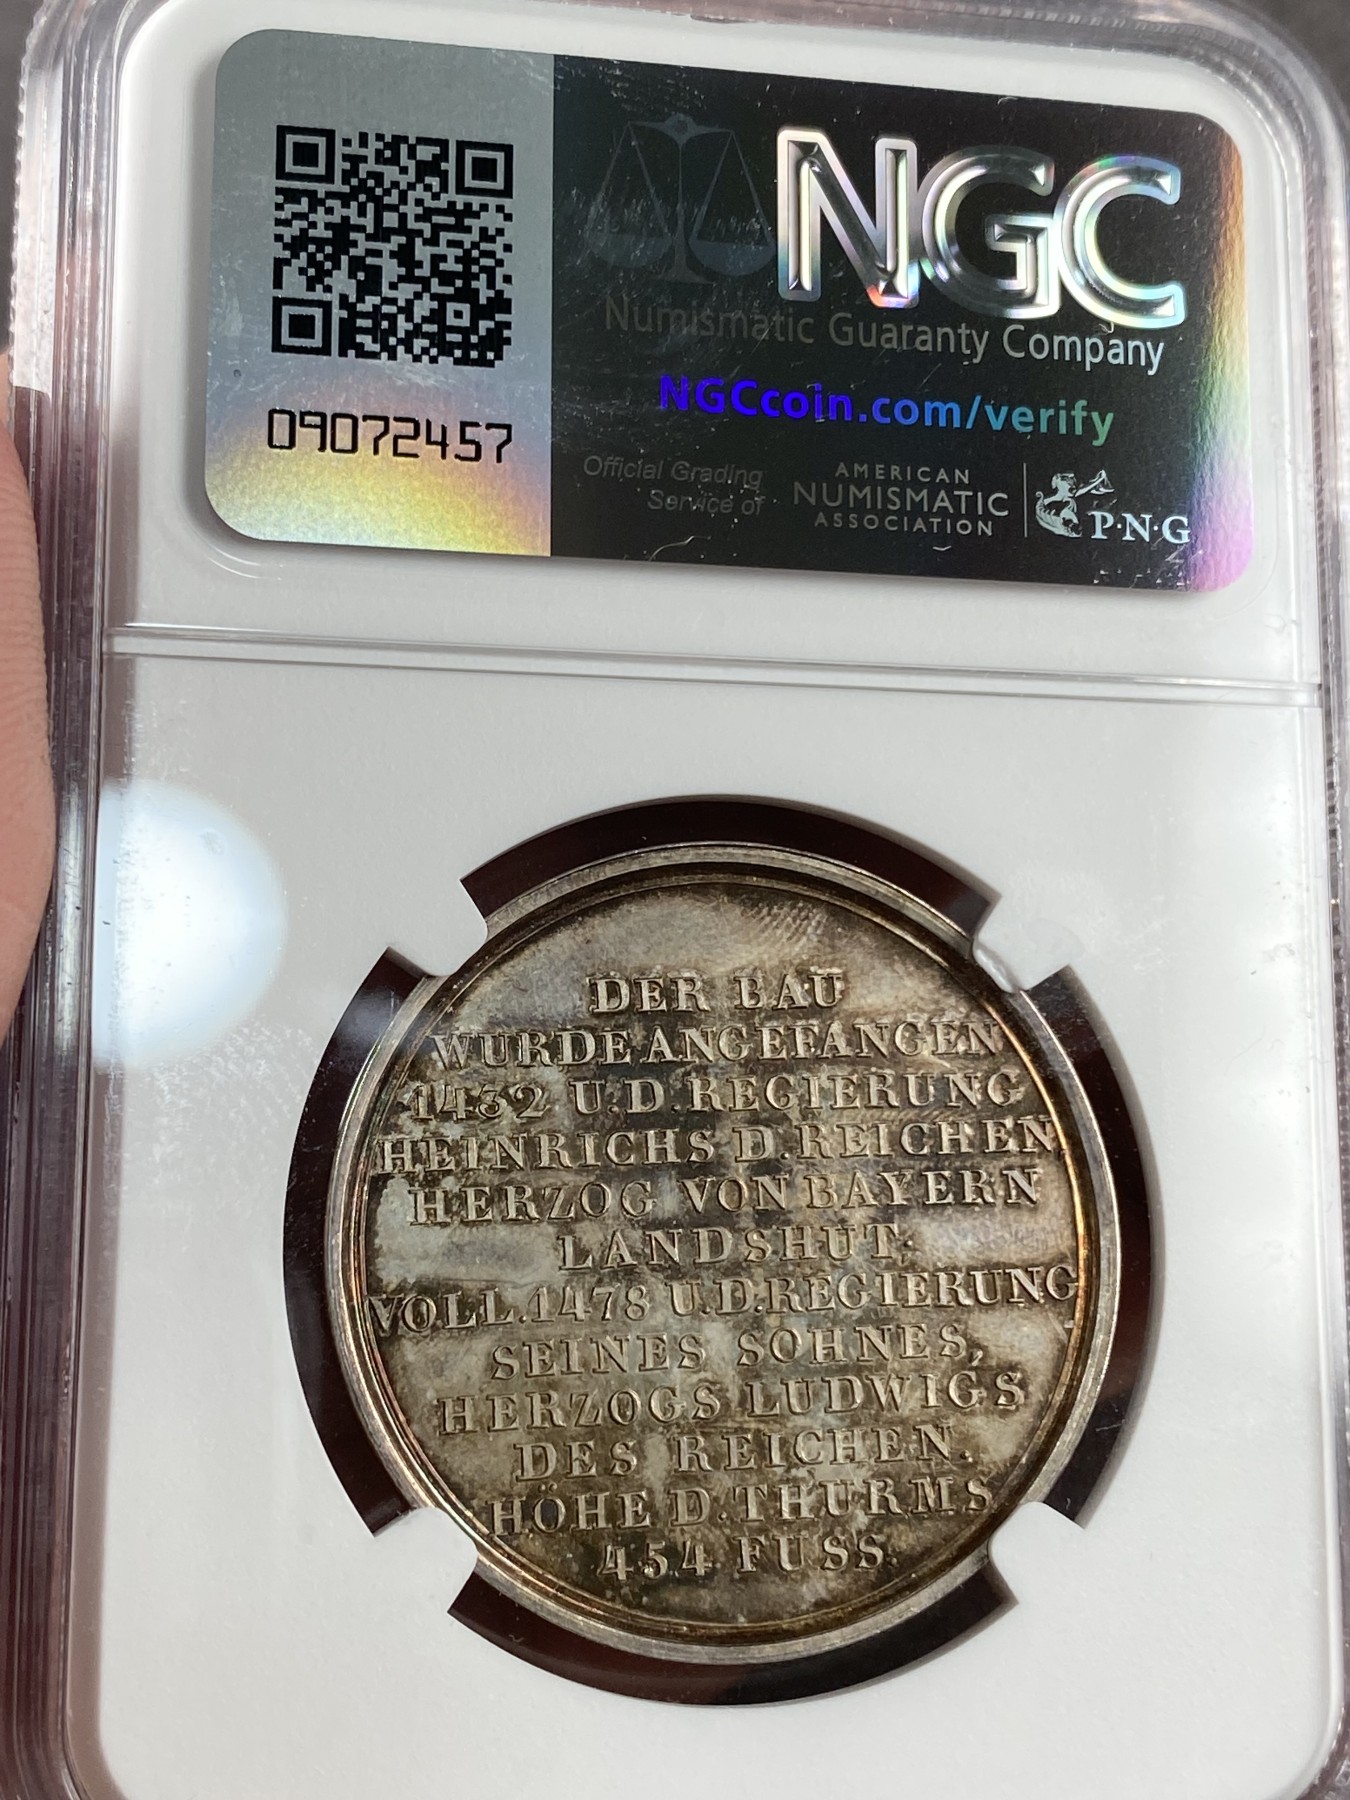 NGC
Numismatic Guaranty Company
NGCcoin.com/verify
09072457
Official Grading
Service of
AMERICAN
NUMISMATIC
ASSOCIATION
P·N·G
DER BAU
WURDE ANGEFANGEN
1432 U.D.REGIERUNG
HEINRICHS D.REICHEN
HERZOG VON BAYERN
LANDSHUT;
VOLL.1478 U.D.REGIERUNG
SEINES SOHNES,
HERZOGS LUDWIGS
DES REICHEN.
HÖHE D.THURMS
454 FUSS.